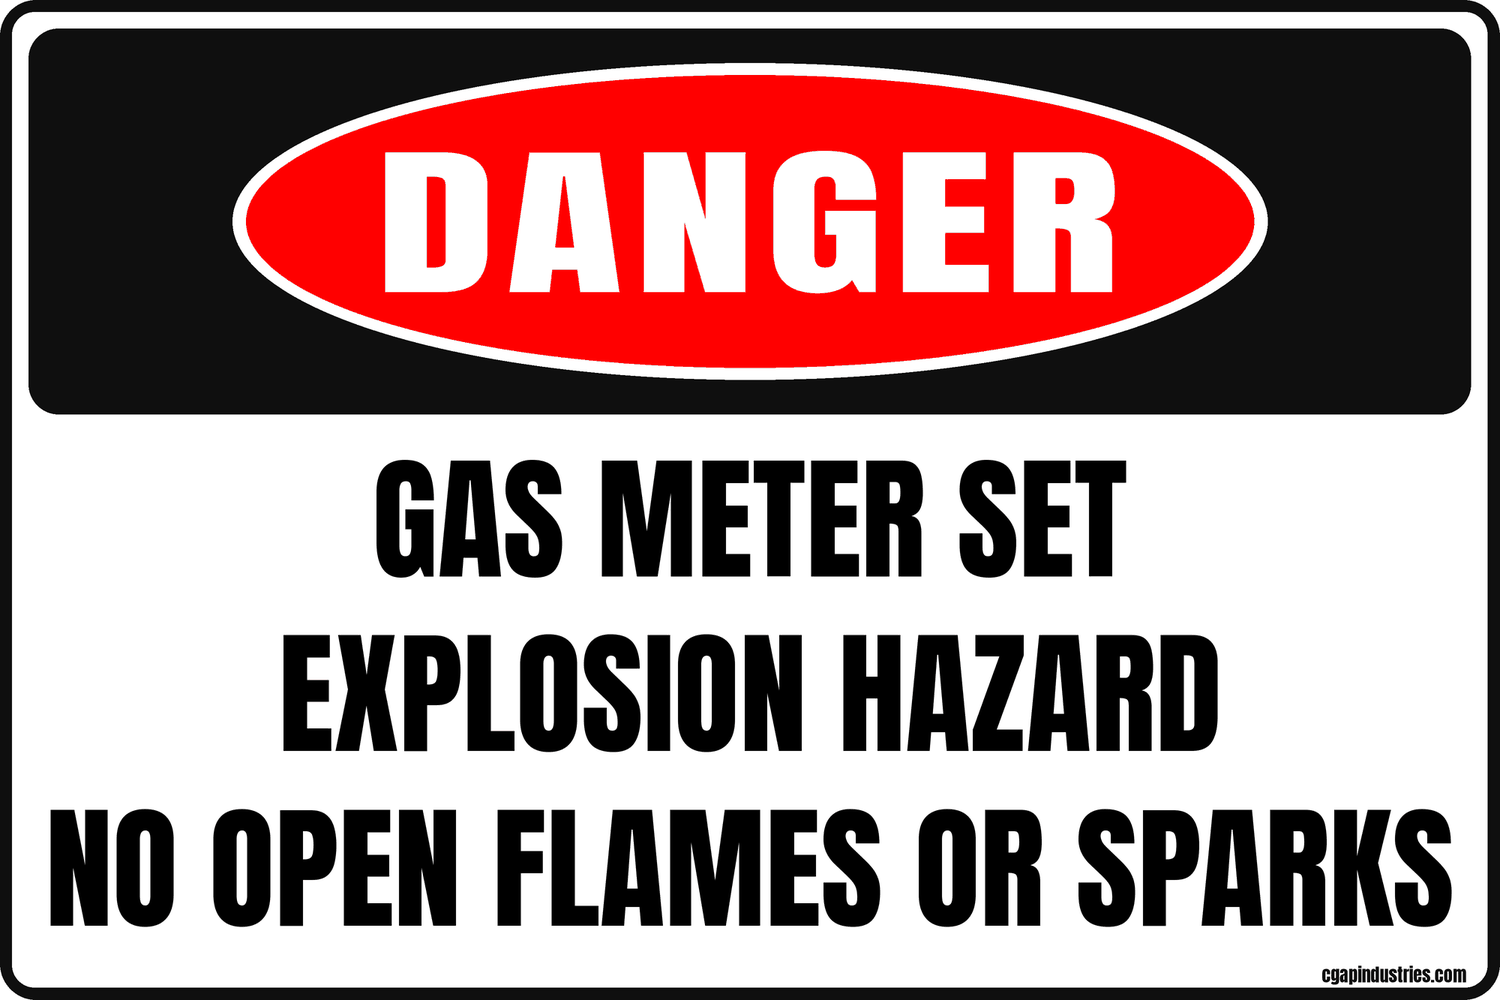 DANGER
GAS METER SET
EXPLOSION HAZARD
NO OPEN FLAMES OR SPARKS
cgapindustries.com